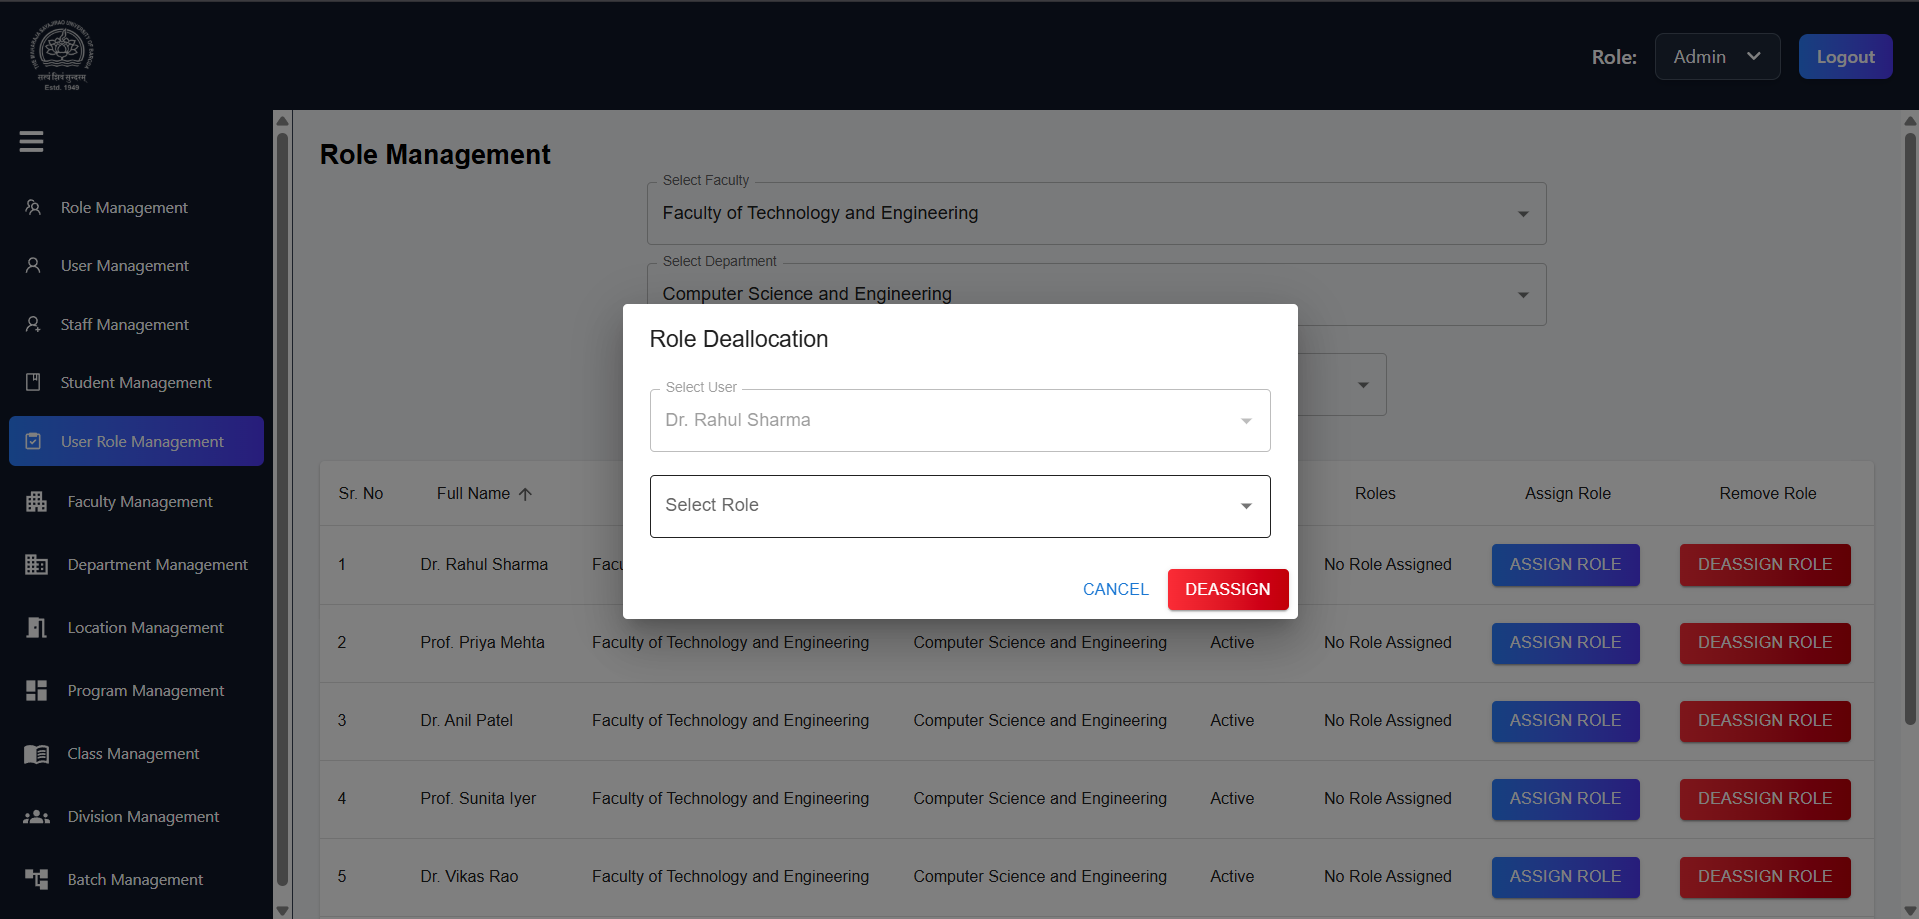 THE MAHARAJA SAYAJIRAO UNIVERSITY OF BARODA
सत्यं शिवं सुन्दरम्
Estd. 1949
Role:
Admin
Logout
Role Management
User Management
Staff Management
Student Management
User Role Management
Faculty Management
Department Management
Location Management
Program Management
Class Management
Division Management
Batch Management
Role Management
Select Faculty
Faculty of Technology and Engineering
Select Department
Computer Science and Engineering
Role Deallocation
Select User
Dr. Rahul Sharma
Select Role
CANCEL DEASSIGN
Sr. No Full Name Roles Assign Role Remove Role
1 Dr. Rahul Sharma Facu No Role Assigned ASSIGN ROLE DEASSIGN ROLE
2 Prof. Priya Mehta Faculty of Technology and Engineering Computer Science and Engineering Active No Role Assigned ASSIGN ROLE DEASSIGN ROLE
3 Dr. Anil Patel Faculty of Technology and Engineering Computer Science and Engineering Active No Role Assigned ASSIGN ROLE DEASSIGN ROLE
4 Prof. Sunita Iyer Faculty of Technology and Engineering Computer Science and Engineering Active No Role Assigned ASSIGN ROLE DEASSIGN ROLE
5 Dr. Vikas Rao Faculty of Technology and Engineering Computer Science and Engineering Active No Role Assigned ASSIGN ROLE DEASSIGN ROLE